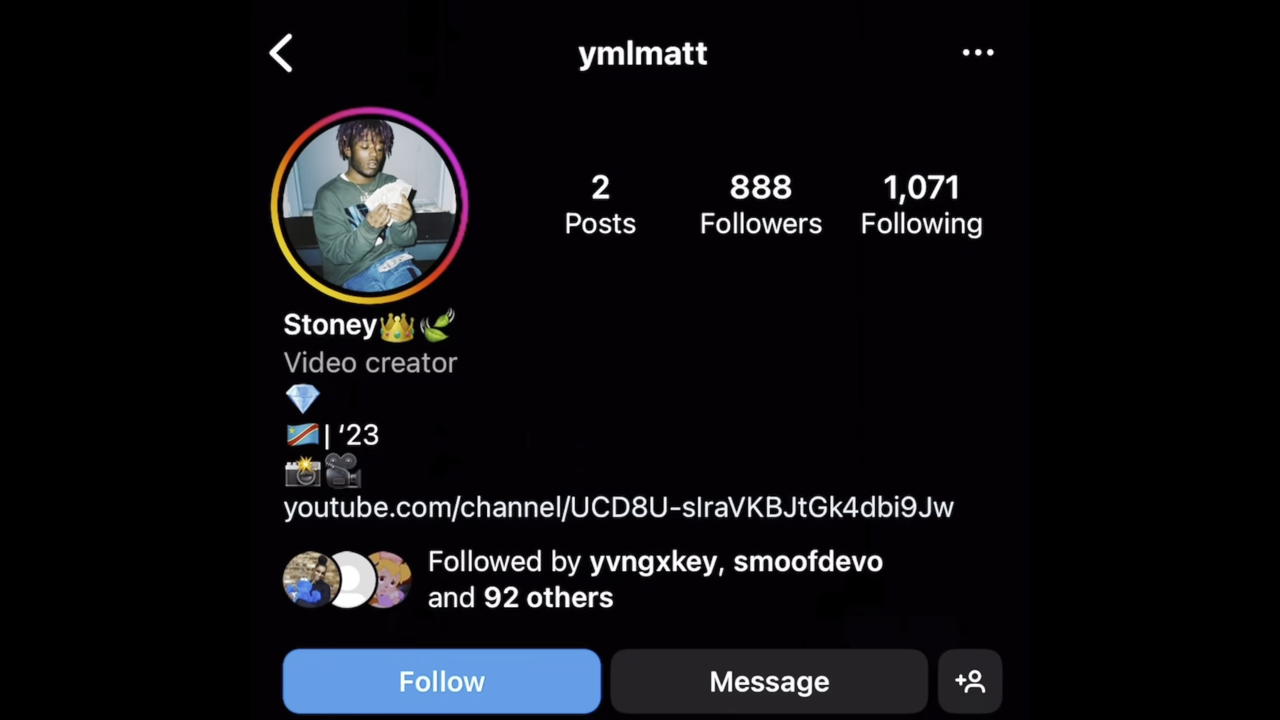 ymlmatt
2
Posts
888
Followers
1,071
Following
Stoney👑🌿
Video creator
💎
🇨🇩| ‘23
📸🎥
youtube.com/channel/UCD8U-sIraVKBJtGk4dbi9Jw
Followed by yvngxkey, smoofdevo
and 92 others
Follow
Message